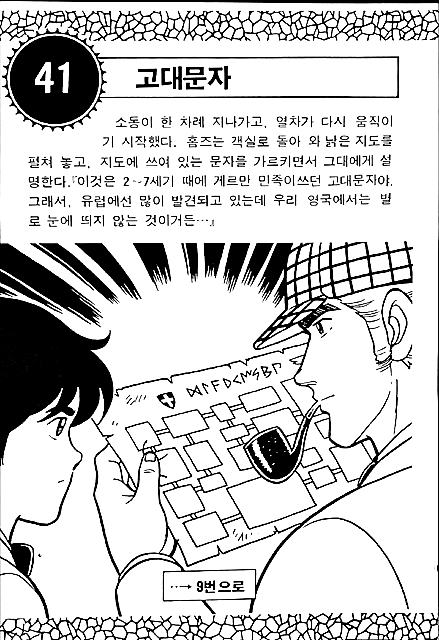 41
고대문자
소동이 한 차례 지나가고, 열차가 다시 움직이
기 시작했다. 홈즈는 객실로 돌아 와 낡은 지도를
펼쳐 놓고, 지도에 쓰여 있는 문자를 가르키면서 그대에게 설
명한다.『이것은 2~7세기 때에 게르만 민족이쓰던 고대문자야.
그래서, 유럽에선 많이 발견되고 있는데 우리 영국에서는 별
로 눈에 띄지 않는 것이거든…』
…→ 9번으로